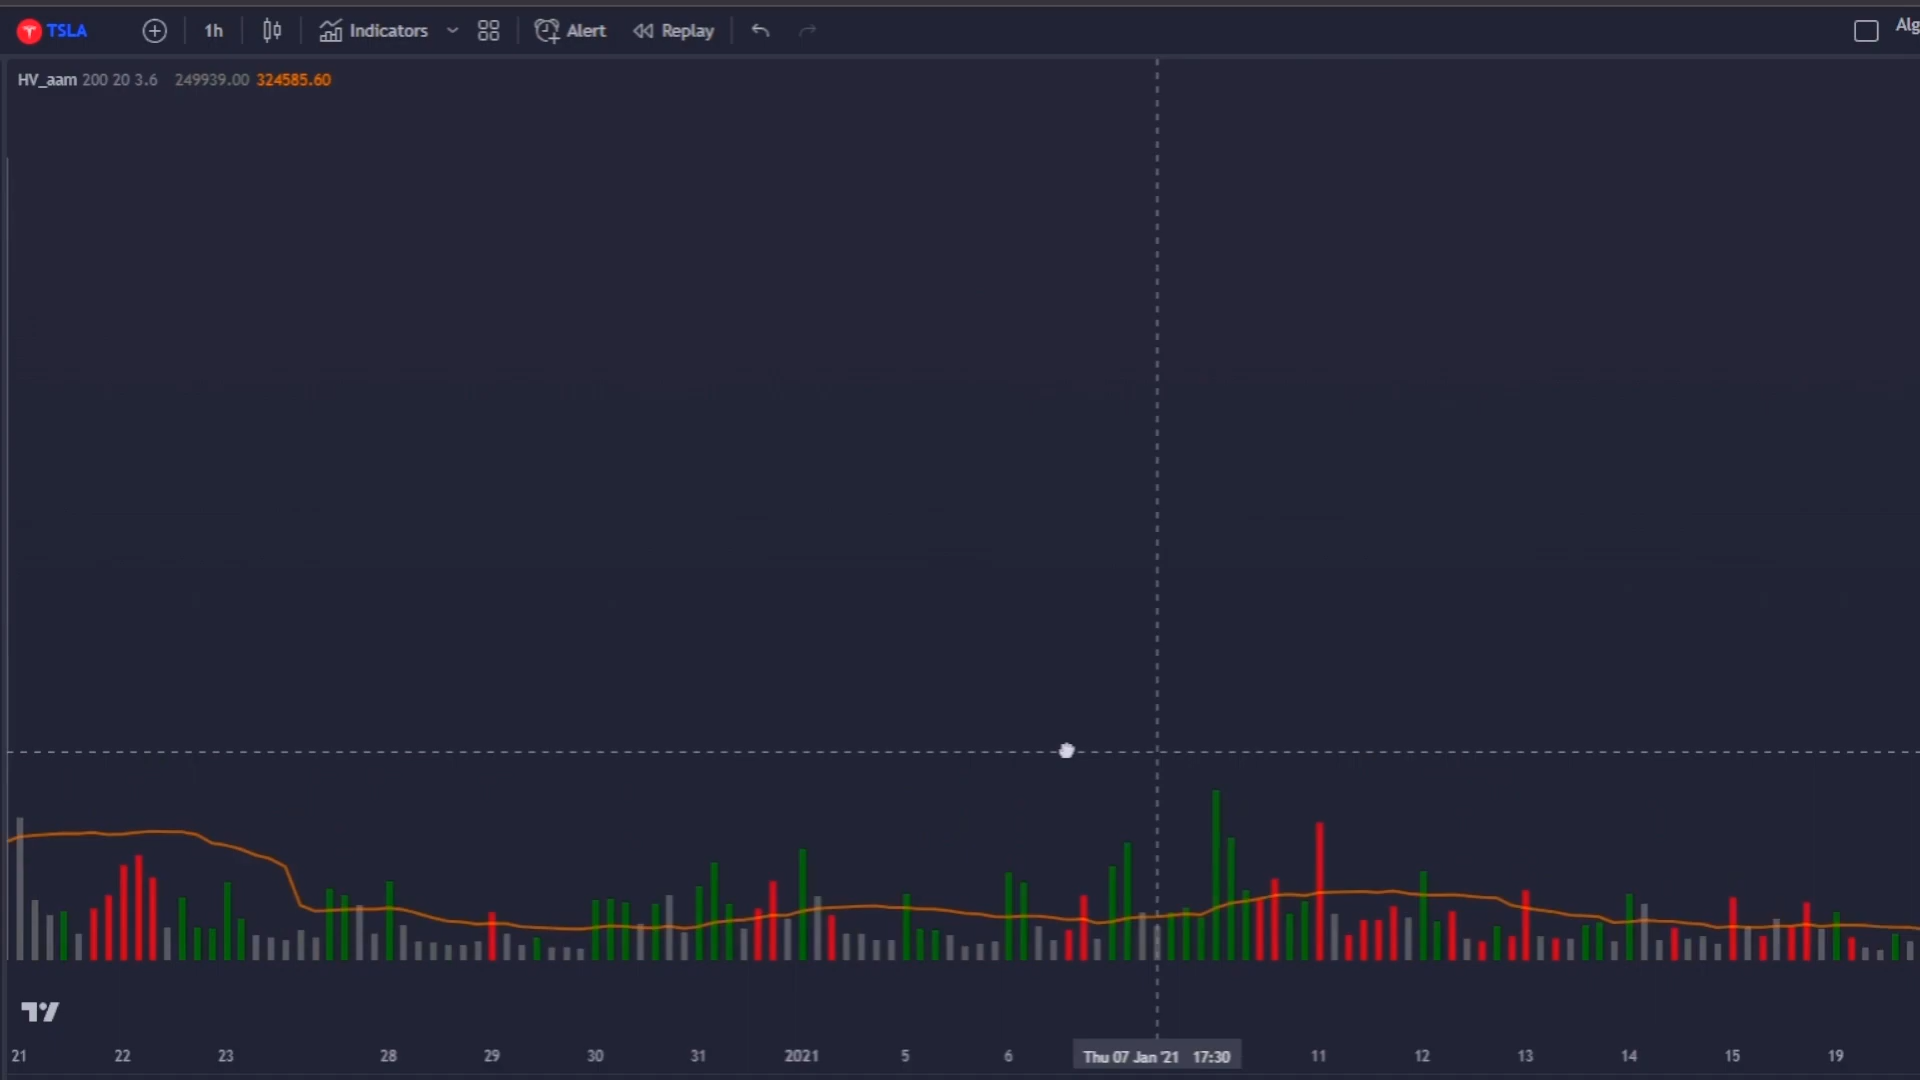 TSLA 1h Indicators Alert Replay Alg
HV_aam 200 20 3.6 249939.00 324585.60
21 22 23 28 29 30 31 2021 5 6 Thu 07 Jan '21 17:30 11 12 13 14 15 19